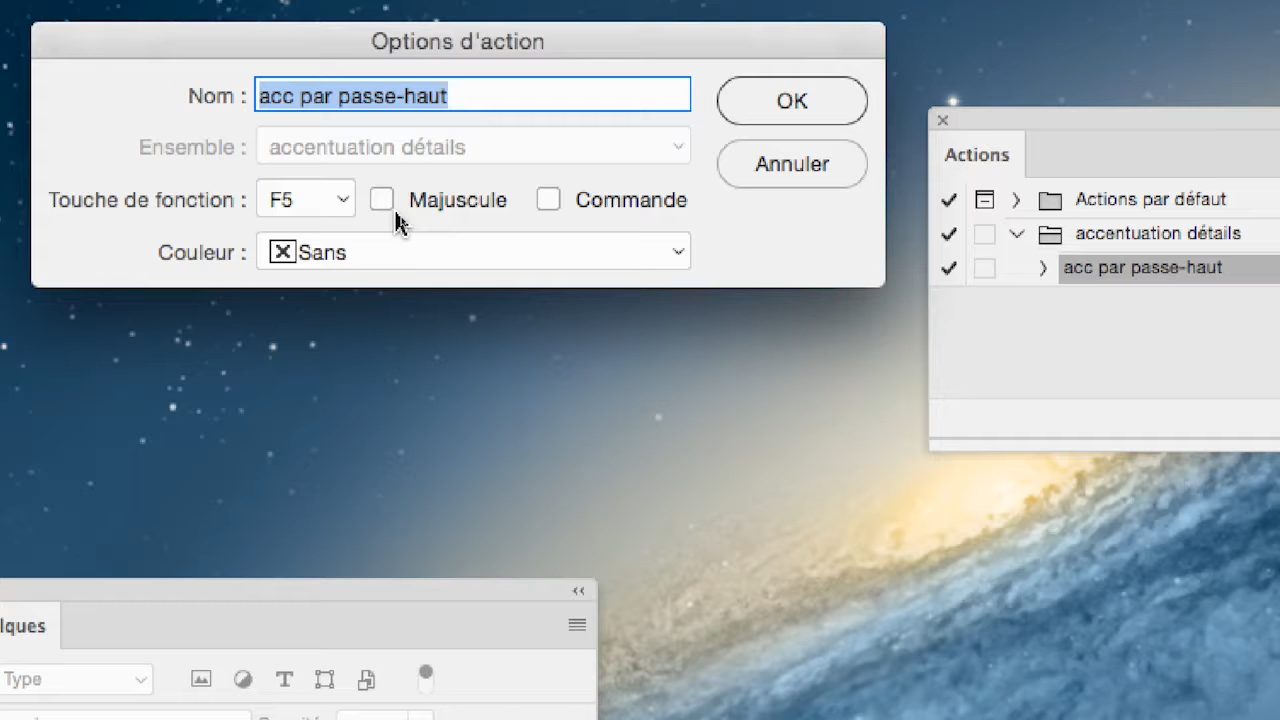 Options d'action
Nom : acc par passe-haut
OK
Ensemble : accentuation détails
Annuler
Touche de fonction : F5 Majuscule Commande
Couleur : Sans
Actions
Actions par défaut
accentuation détails
acc par passe-haut
lques
Type